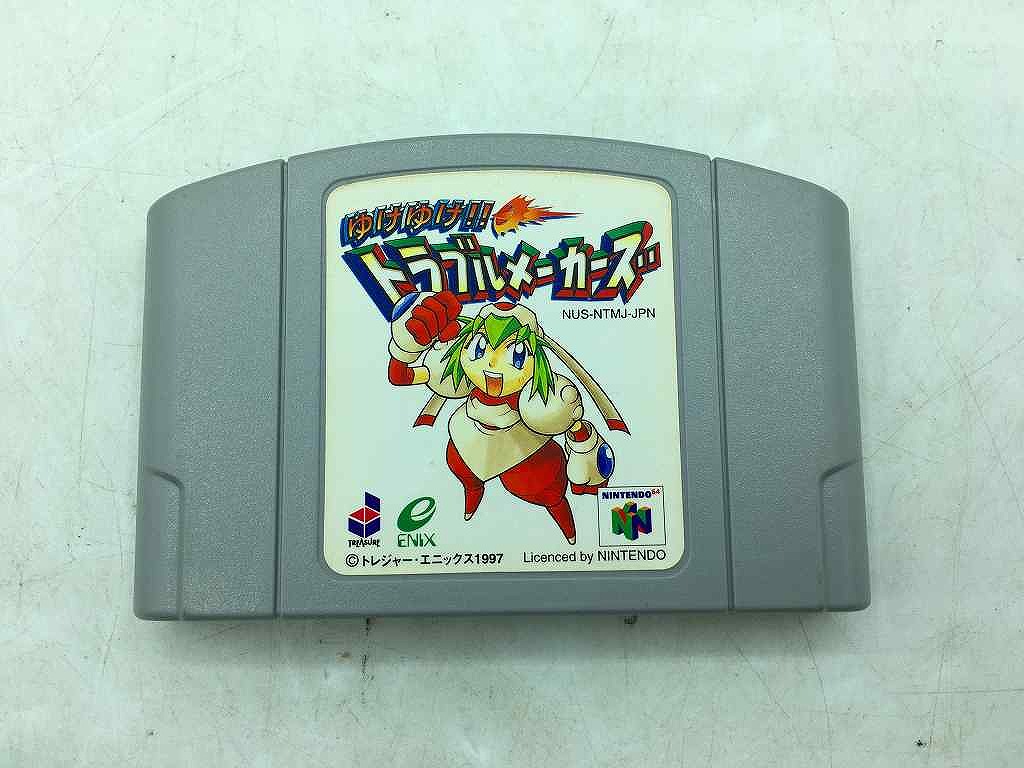 ゆけゆけ!!
トラブルメーカーズ
NUS-NTMJ-JPN
TREASURE
ENIX
NINTENDO64
©トレジャー・エニックス1997
Licenced by NINTENDO